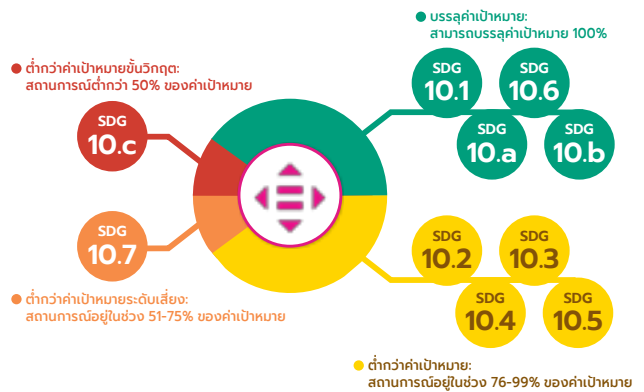 บรรลุค่าเป้าหมาย:
สามารถบรรลุค่าเป้าหมาย 100%
ต่ำกว่าค่าเป้าหมายขั้นวิกฤต:
สถานการณ์ต่ำกว่า 50% ของค่าเป้าหมาย
SDG
10.1
SDG
10.6
SDG
10.a
SDG
10.b
SDG
10.c
SDG
10.7
SDG
10.2
SDG
10.3
SDG
10.4
SDG
10.5
ต่ำกว่าค่าเป้าหมายระดับเสี่ยง:
สถานการณ์อยู่ในช่วง 51-75% ของค่าเป้าหมาย
ต่ำกว่าค่าเป้าหมาย:
สถานการณ์อยู่ในช่วง 76-99% ของค่าเป้าหมาย